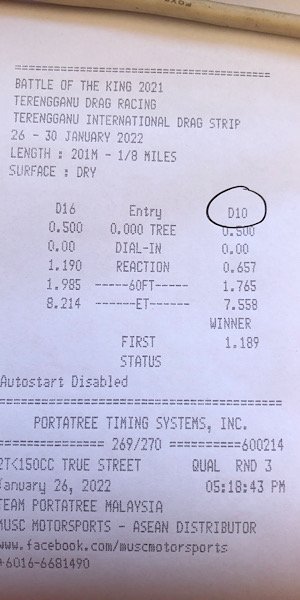 BATTLE OF THE KING 2021
TERENGGANU DRAG RACING
TERENGGANU INTERNATIONAL DRAG STRIP
26 - 30 JANUARY 2022
LENGTH : 201M - 1/8 MILES
SURFACE : DRY
D16 Entry D10
0.500 0.000 TREE 0.500
0.00 DIAL-IN 0.00
1.190 REACTION 0.657
1.985 -----60FT----- 1.765
8.214 ------ET------ 7.558
WINNER
FIRST 1.189
STATUS
Autostart Disabled
PORTATREE TIMING SYSTEMS, INC.
============== 269/270 ==========600214
2T<150CC TRUE STREET QUAL RND 3
January 26, 2022 05:18:43 PM
TEAM PORTATREE MALAYSIA
MUSC MOTORSPORTS - ASEAN DISTRIBUTOR
www.facebook.com/muscmotorsports
+6016-6681490